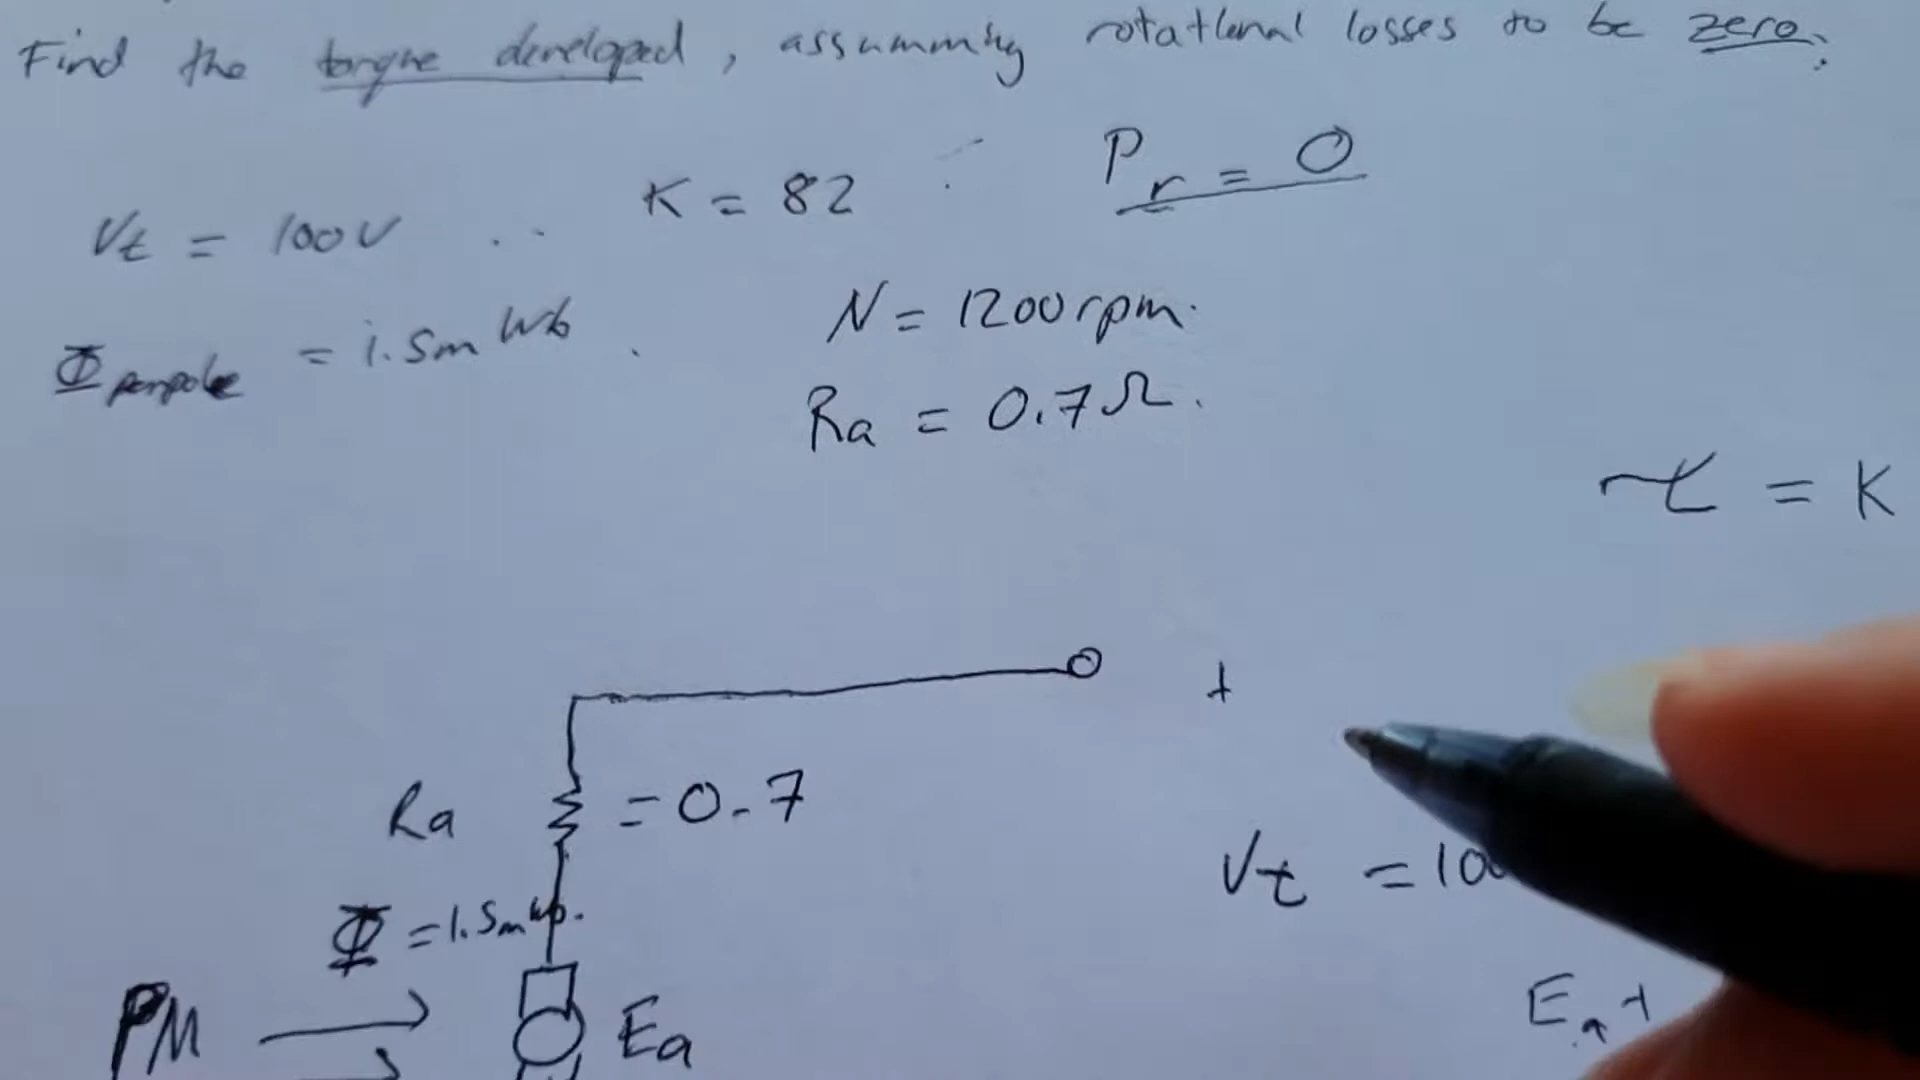 Find the torque developed, assumming rotational losses to be zero.
Pr = 0
K = 82
Vt = 100V
N = 1200rpm.
Φperpole = 1.5m Wb
Ra = 0.7Ω.
τ = K
+
Ra = 0.7
Vt = 10
Φ = 1.5mWb.
Ea +
PM
Ea